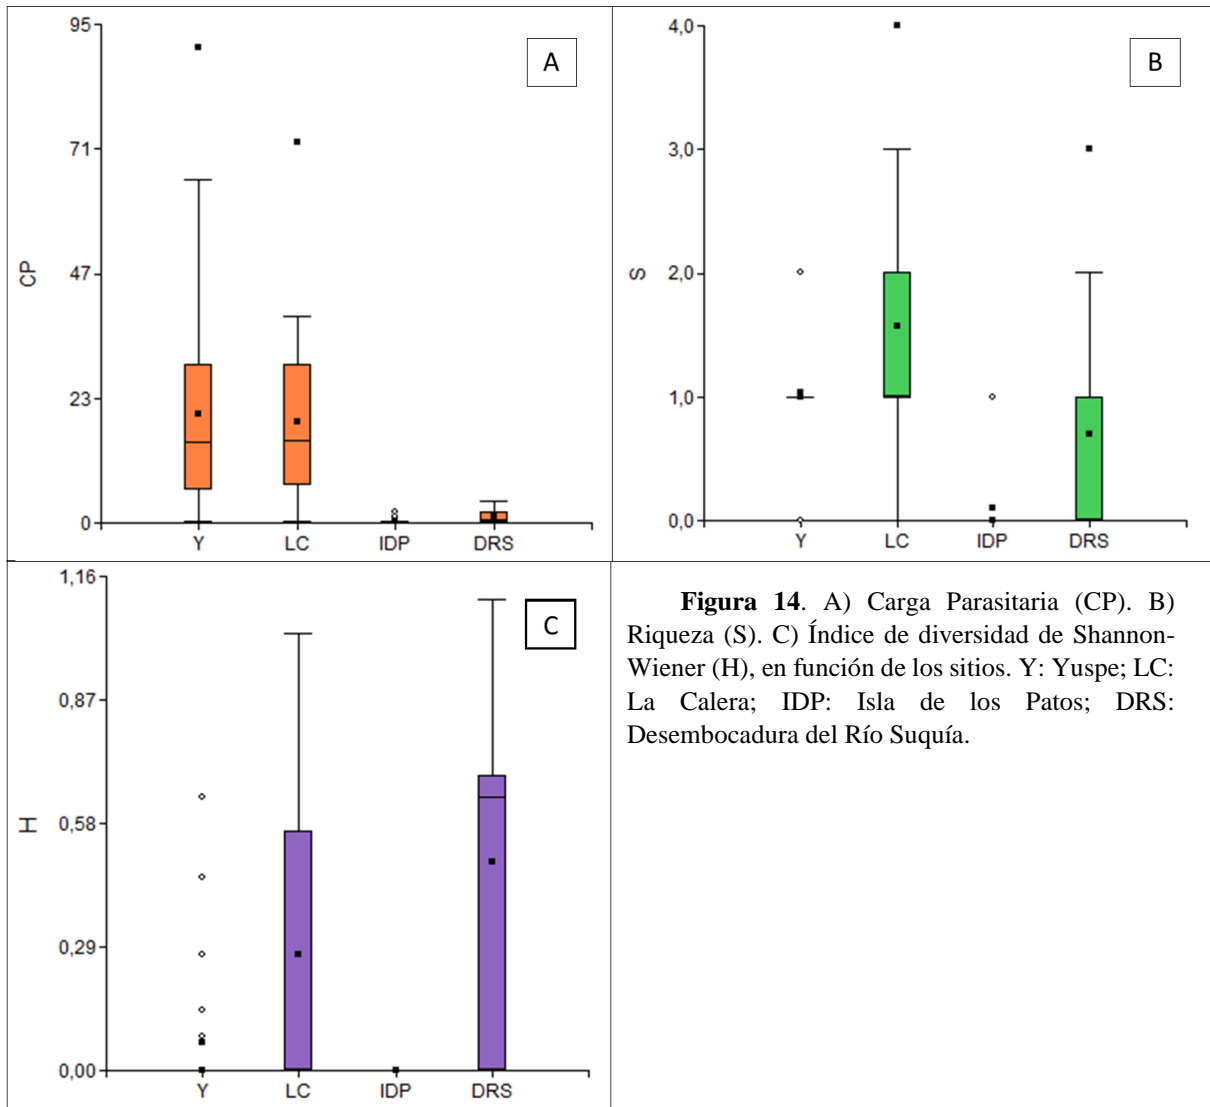 A
95
71
47
23
0
CP
Y LC IDP DRS
B
4,0
3,0
2,0
1,0
0,0
S
Y LC IDP DRS
C
1,16
0,87
0,58
0,29
0,00
H
Y LC IDP DRS
Figura 14. A) Carga Parasitaria (CP). B)
Riqueza (S). C) Índice de diversidad de Shannon-
Wiener (H), en función de los sitios. Y: Yuspe; LC:
La Calera; IDP: Isla de los Patos; DRS:
Desembocadura del Río Suquía.